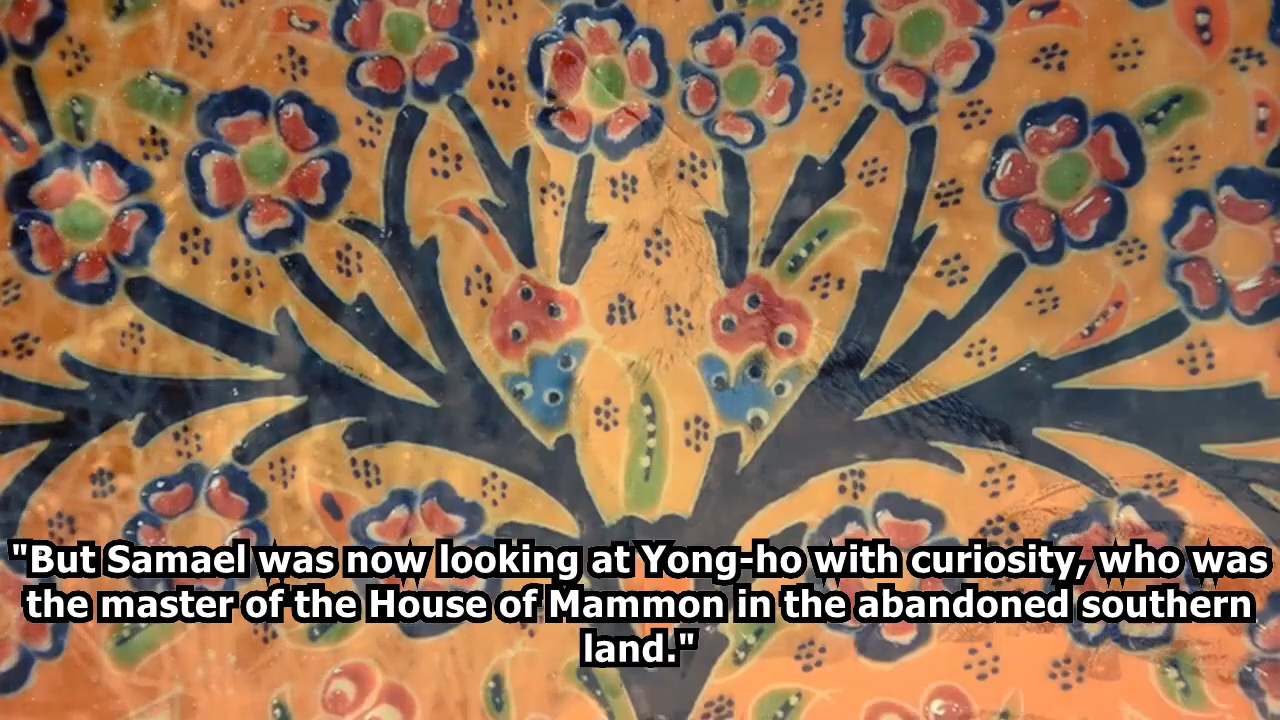 "But Samael was now looking at Yong-ho with curiosity, who was
the master of the House of Mammon in the abandoned southern
land."